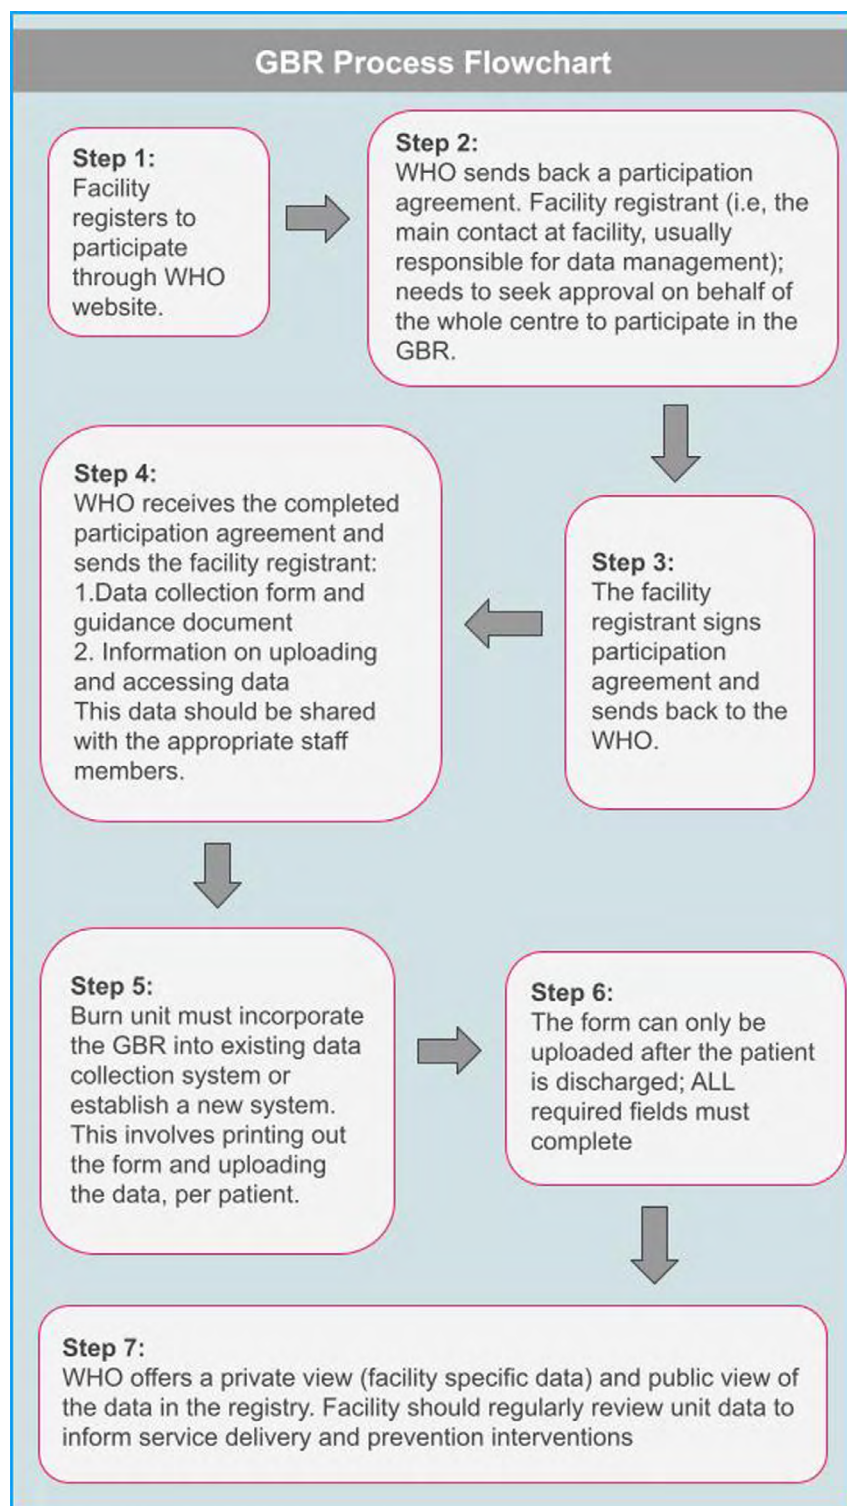 GBR Process Flowchart
Step 1:
Facility
registers to
participate
through WHO
website.
Step 2:
WHO sends back a participation
agreement. Facility registrant (i.e, the
main contact at facility, usually
responsible for data management);
needs to seek approval on behalf of
the whole centre to participate in the
GBR.
Step 3:
The facility
registrant signs
participation
agreement and
sends back to the
WHO.
Step 4:
WHO receives the completed
participation agreement and
sends the facility registrant:
1.Data collection form and
guidance document
2. Information on uploading
and accessing data
This data should be shared
with the appropriate staff
members.
Step 5:
Burn unit must incorporate
the GBR into existing data
collection system or
establish a new system.
This involves printing out
the form and uploading
the data, per patient.
Step 6:
The form can only be
uploaded after the patient
is discharged; ALL
required fields must
complete
Step 7:
WHO offers a private view (facility specific data) and public view of
the data in the registry. Facility should regularly review unit data to
inform service delivery and prevention interventions